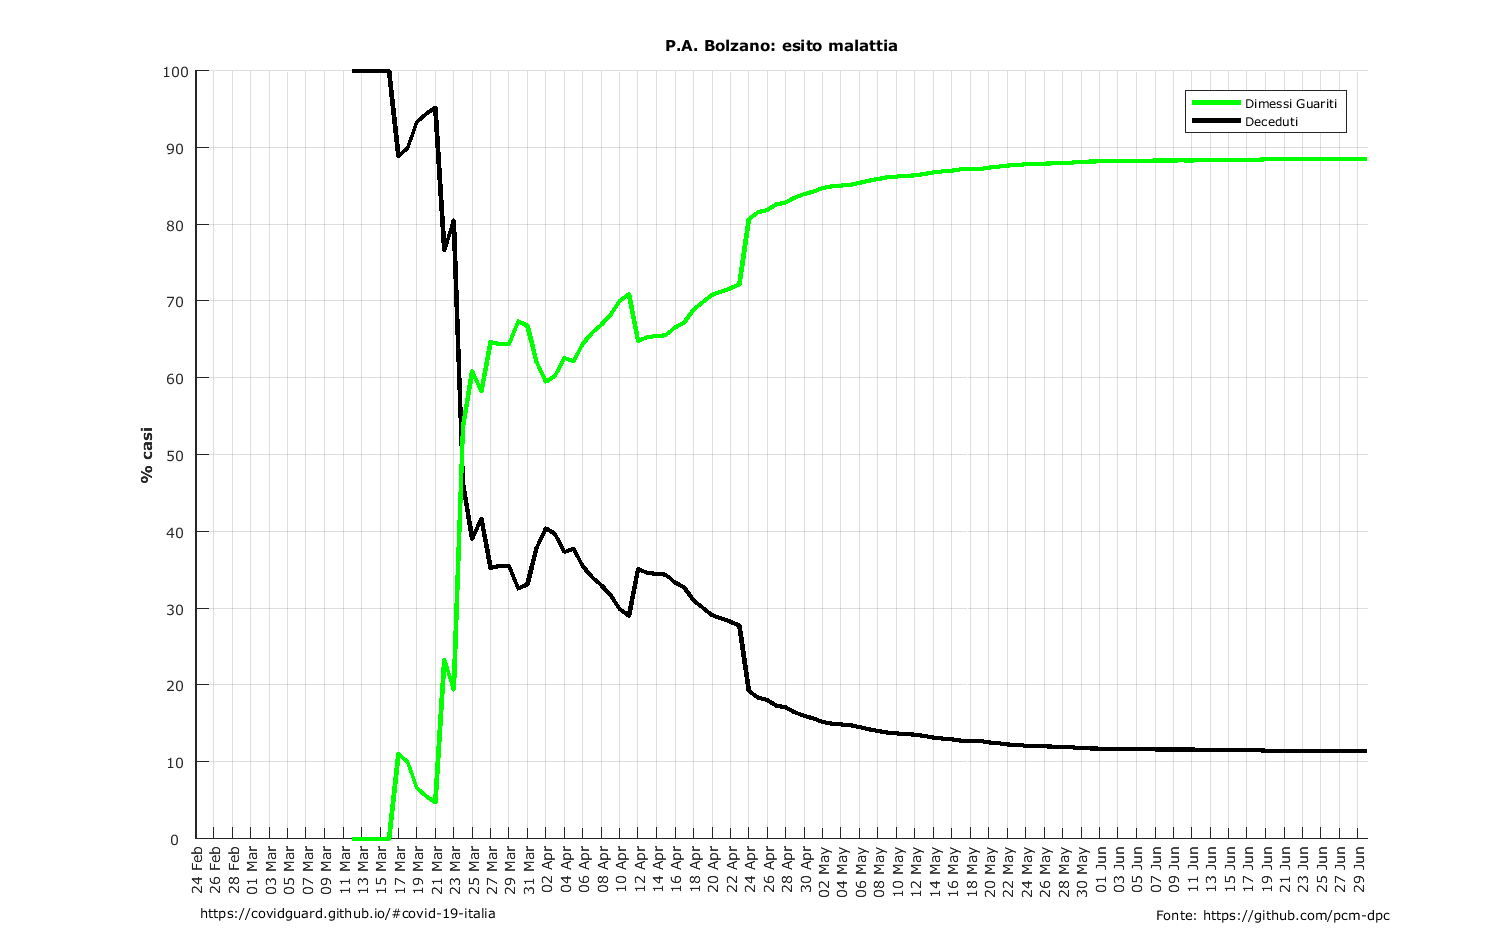 P.A. Bolzano: esito malattia
Dimessi Guariti
Deceduti
% casi
100
90
80
70
60
50
40
30
20
10
0
24 Feb
26 Feb
28 Feb
01 Mar
03 Mar
05 Mar
07 Mar
09 Mar
11 Mar
13 Mar
15 Mar
17 Mar
19 Mar
21 Mar
23 Mar
25 Mar
27 Mar
29 Mar
31 Mar
02 Apr
04 Apr
06 Apr
08 Apr
10 Apr
12 Apr
14 Apr
16 Apr
18 Apr
20 Apr
22 Apr
24 Apr
26 Apr
28 Apr
30 Apr
02 May
04 May
06 May
08 May
10 May
12 May
14 May
16 May
18 May
20 May
22 May
24 May
26 May
28 May
30 May
01 Jun
03 Jun
05 Jun
07 Jun
09 Jun
11 Jun
13 Jun
15 Jun
17 Jun
19 Jun
21 Jun
23 Jun
25 Jun
27 Jun
29 Jun
https://covidguard.github.io/#covid-19-italia
Fonte: https://github.com/pcm-dpc